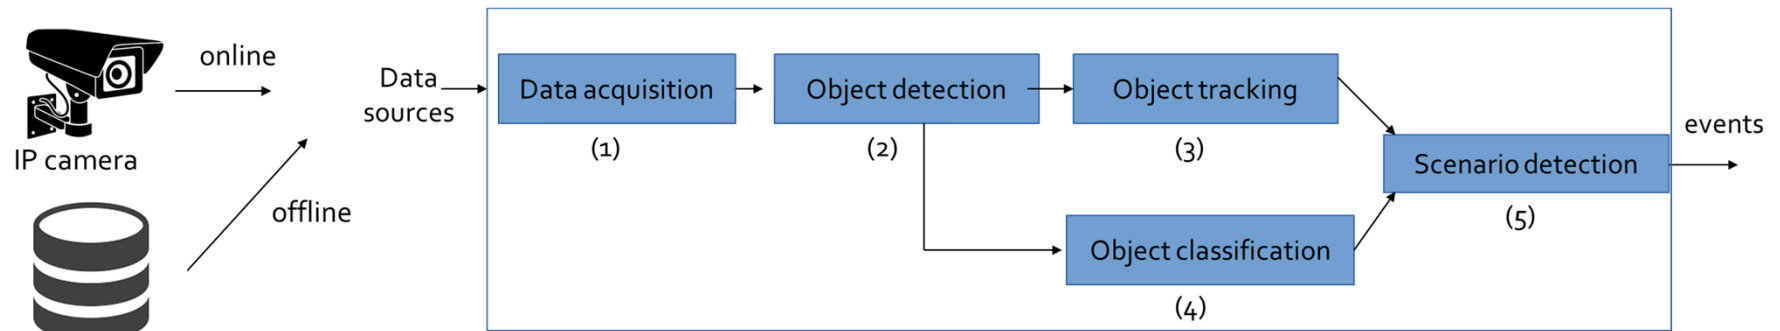 online
IP camera
offline
Data
sources
Data acquisition
(1)
Object detection
(2)
Object tracking
(3)
Object classification
(4)
Scenario detection
(5)
events